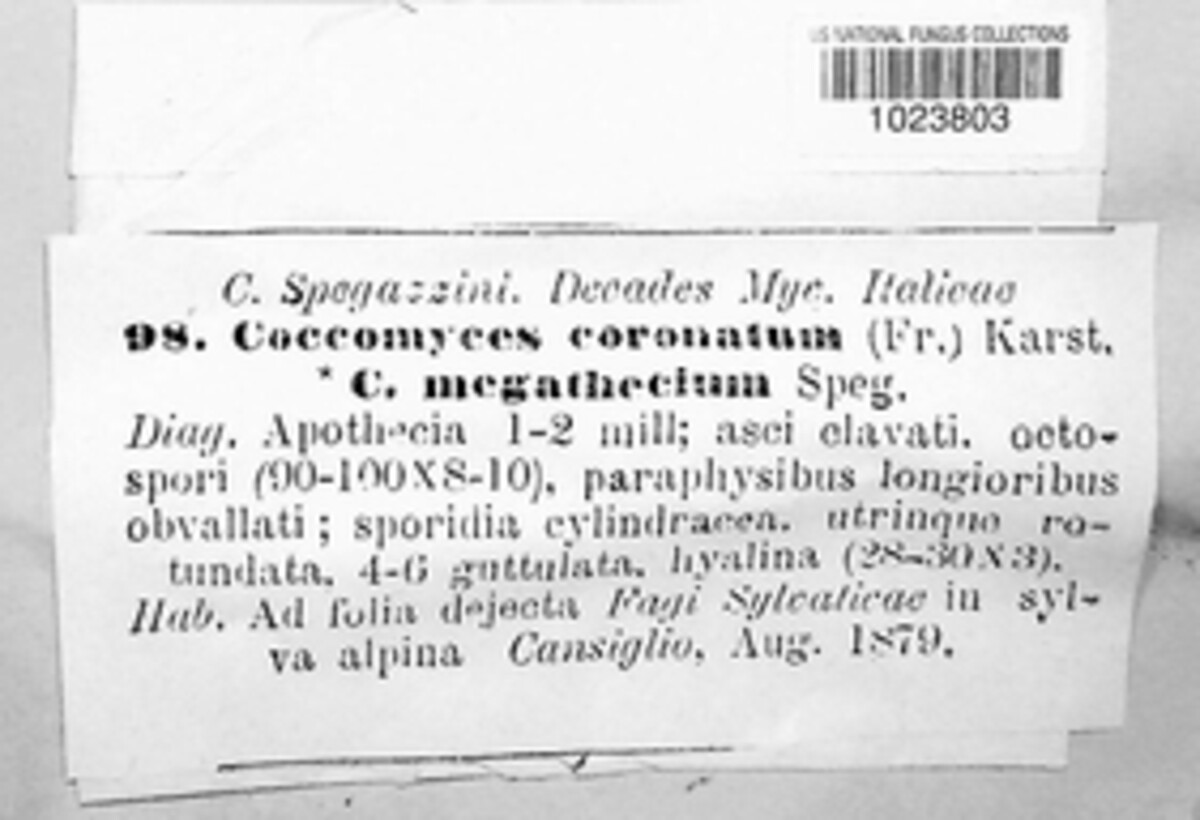 US NATIONAL FUNGUS COLLECTIONS
1023803
C. Spegazzini. Decades Myc. Italicae
98. Coccomyces coronatum (Fr.) Karst.
* C. megathecium Speg.
Diag. Apothecia 1-2 mill; asci clavati. octo-
spori (90-100X8-10), paraphysibus longioribus
obvallati; sporidia cylindracea. utrinque ro-
tundata. 4-6 guttulata. hyalina (28-30X3).
Hab. Ad folia dejecta Fagi Sylvaticae in syl-
va alpina Cansiglio, Aug. 1879.